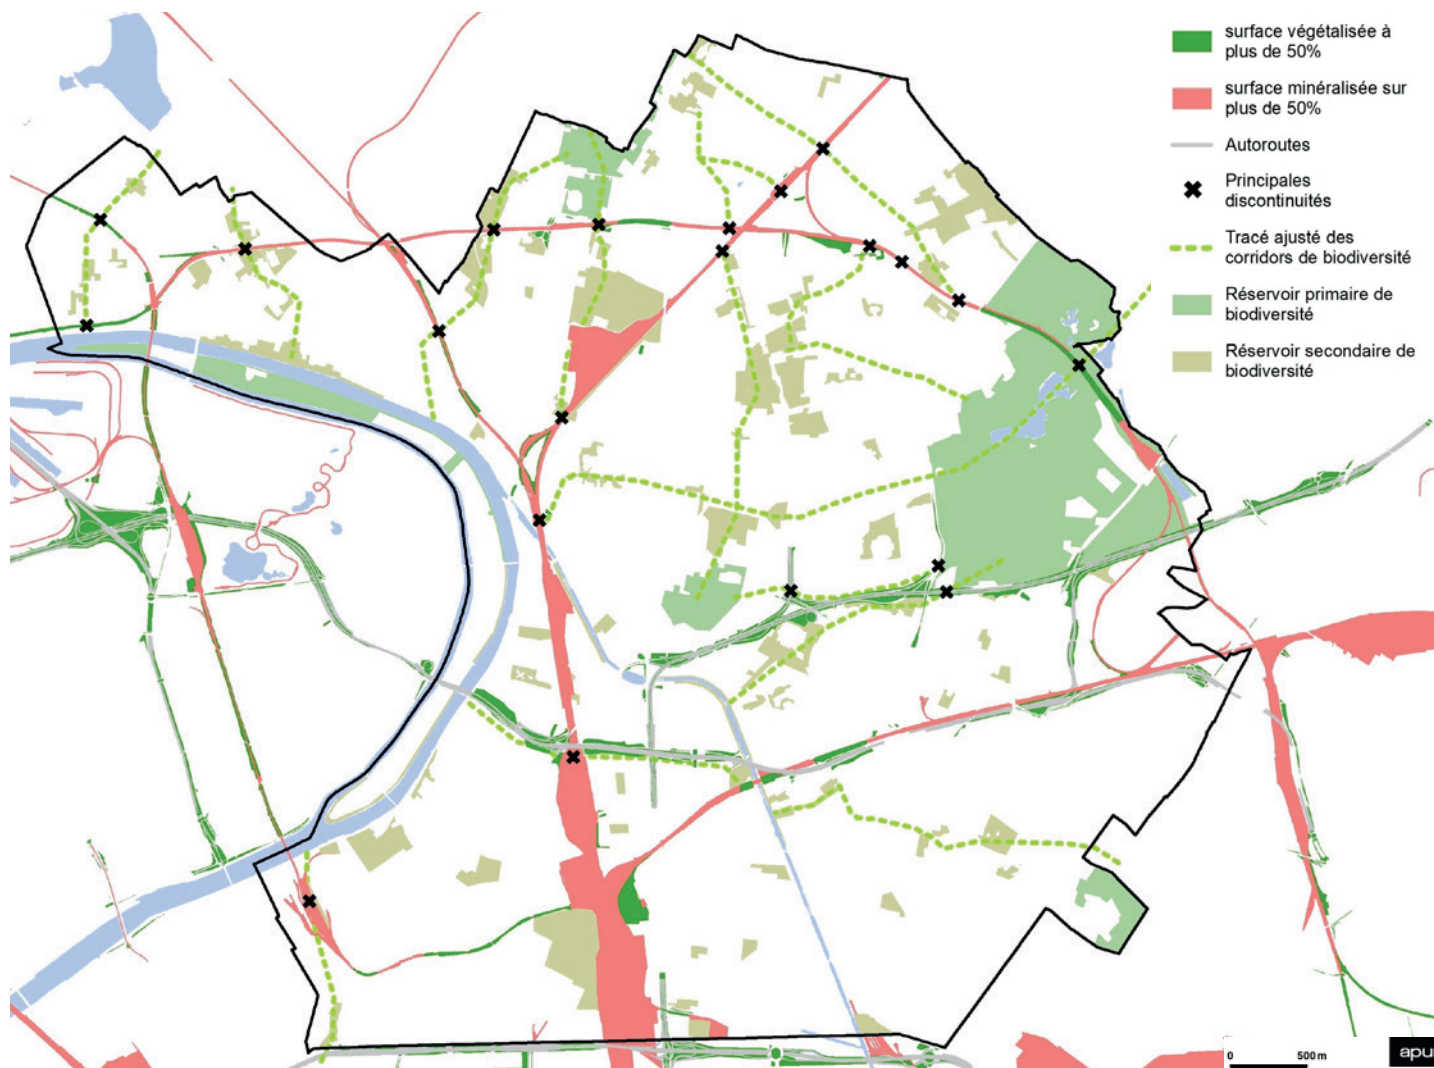 surface végétalisée à
plus de 50%
surface minéralisée sur
plus de 50%
Autoroutes
Principales
discontinuités
Tracé ajusté des
corridors de biodiversité
Réservoir primaire de
biodiversité
Réservoir secondaire de
biodiversité
0 500 m
apu